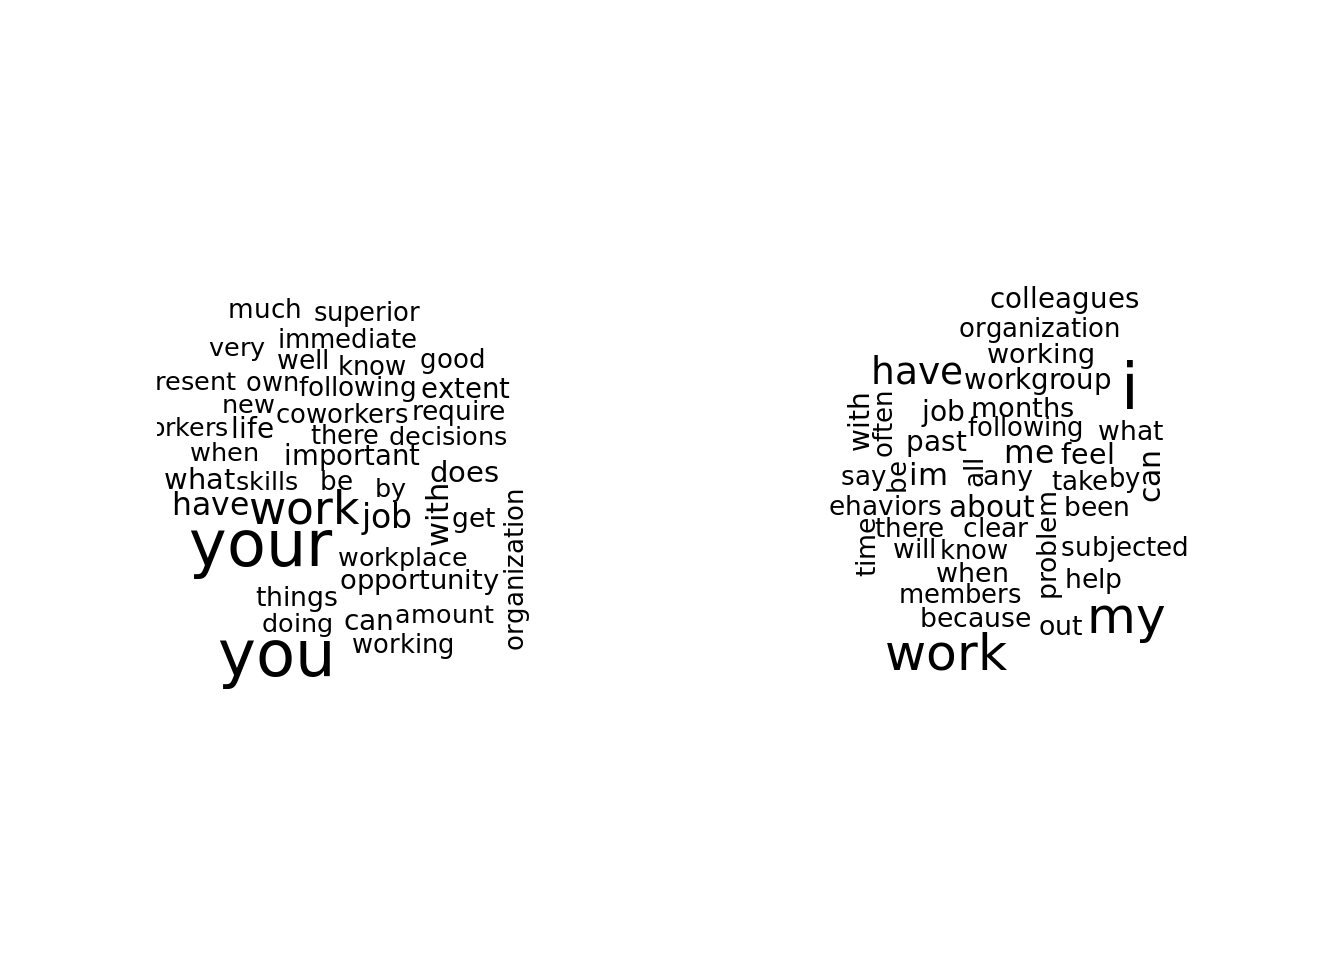 much superior
very immediate
well know good
resent own following extent
new coworkers require
orkers life there decisions
when important
what skills be by does
have work job with get
your workplace organization
opportunity
things
doing can amount
you working
colleagues
organization
working
have workgroup i
with often job months
past following what
me feel
say be im all any take by can
ehaviors about problem been
time there clear
will know subjected
when help
members
because out my
work